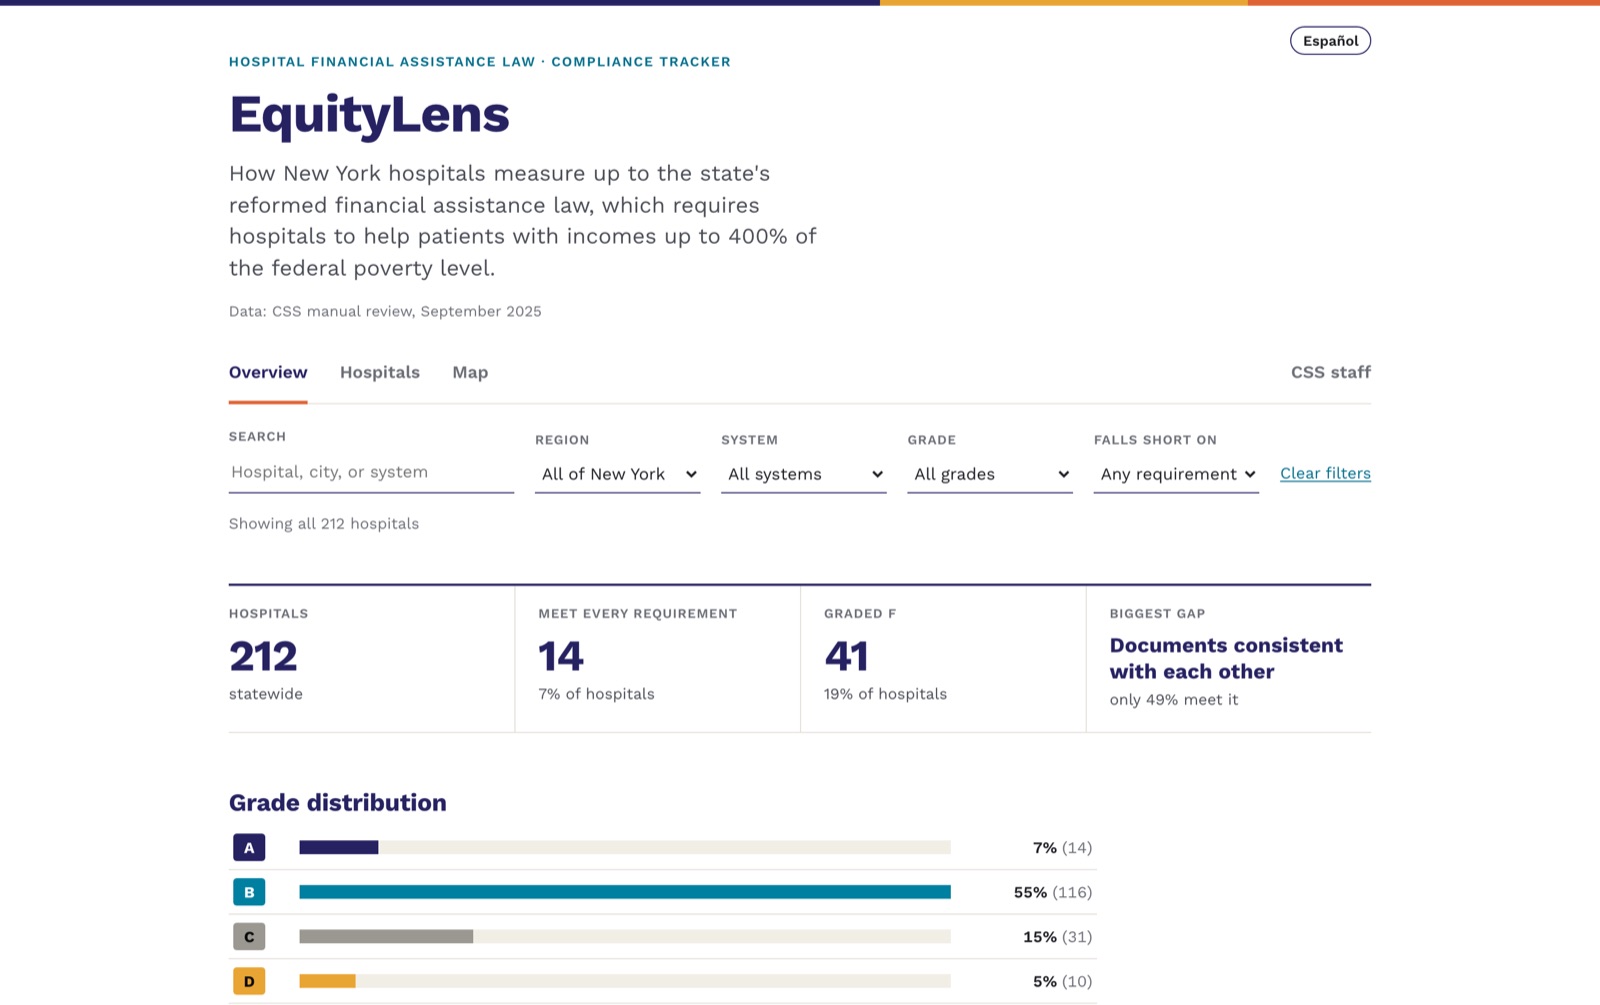 Español
HOSPITAL FINANCIAL ASSISTANCE LAW · COMPLIANCE TRACKER
EquityLens
How New York hospitals measure up to the state's
reformed financial assistance law, which requires
hospitals to help patients with incomes up to 400% of
the federal poverty level.
Data: CSS manual review, September 2025
Overview Hospitals Map CSS staff
SEARCH REGION SYSTEM GRADE FALLS SHORT ON
Hospital, city, or system All of New York All systems All grades Any requirement Clear filters
Showing all 212 hospitals
HOSPITALS
212
statewide
MEET EVERY REQUIREMENT
14
7% of hospitals
GRADED F
41
19% of hospitals
BIGGEST GAP
Documents consistent
with each other
only 49% meet it
Grade distribution
A 7% (14)
B 55% (116)
C 15% (31)
D 5% (10)